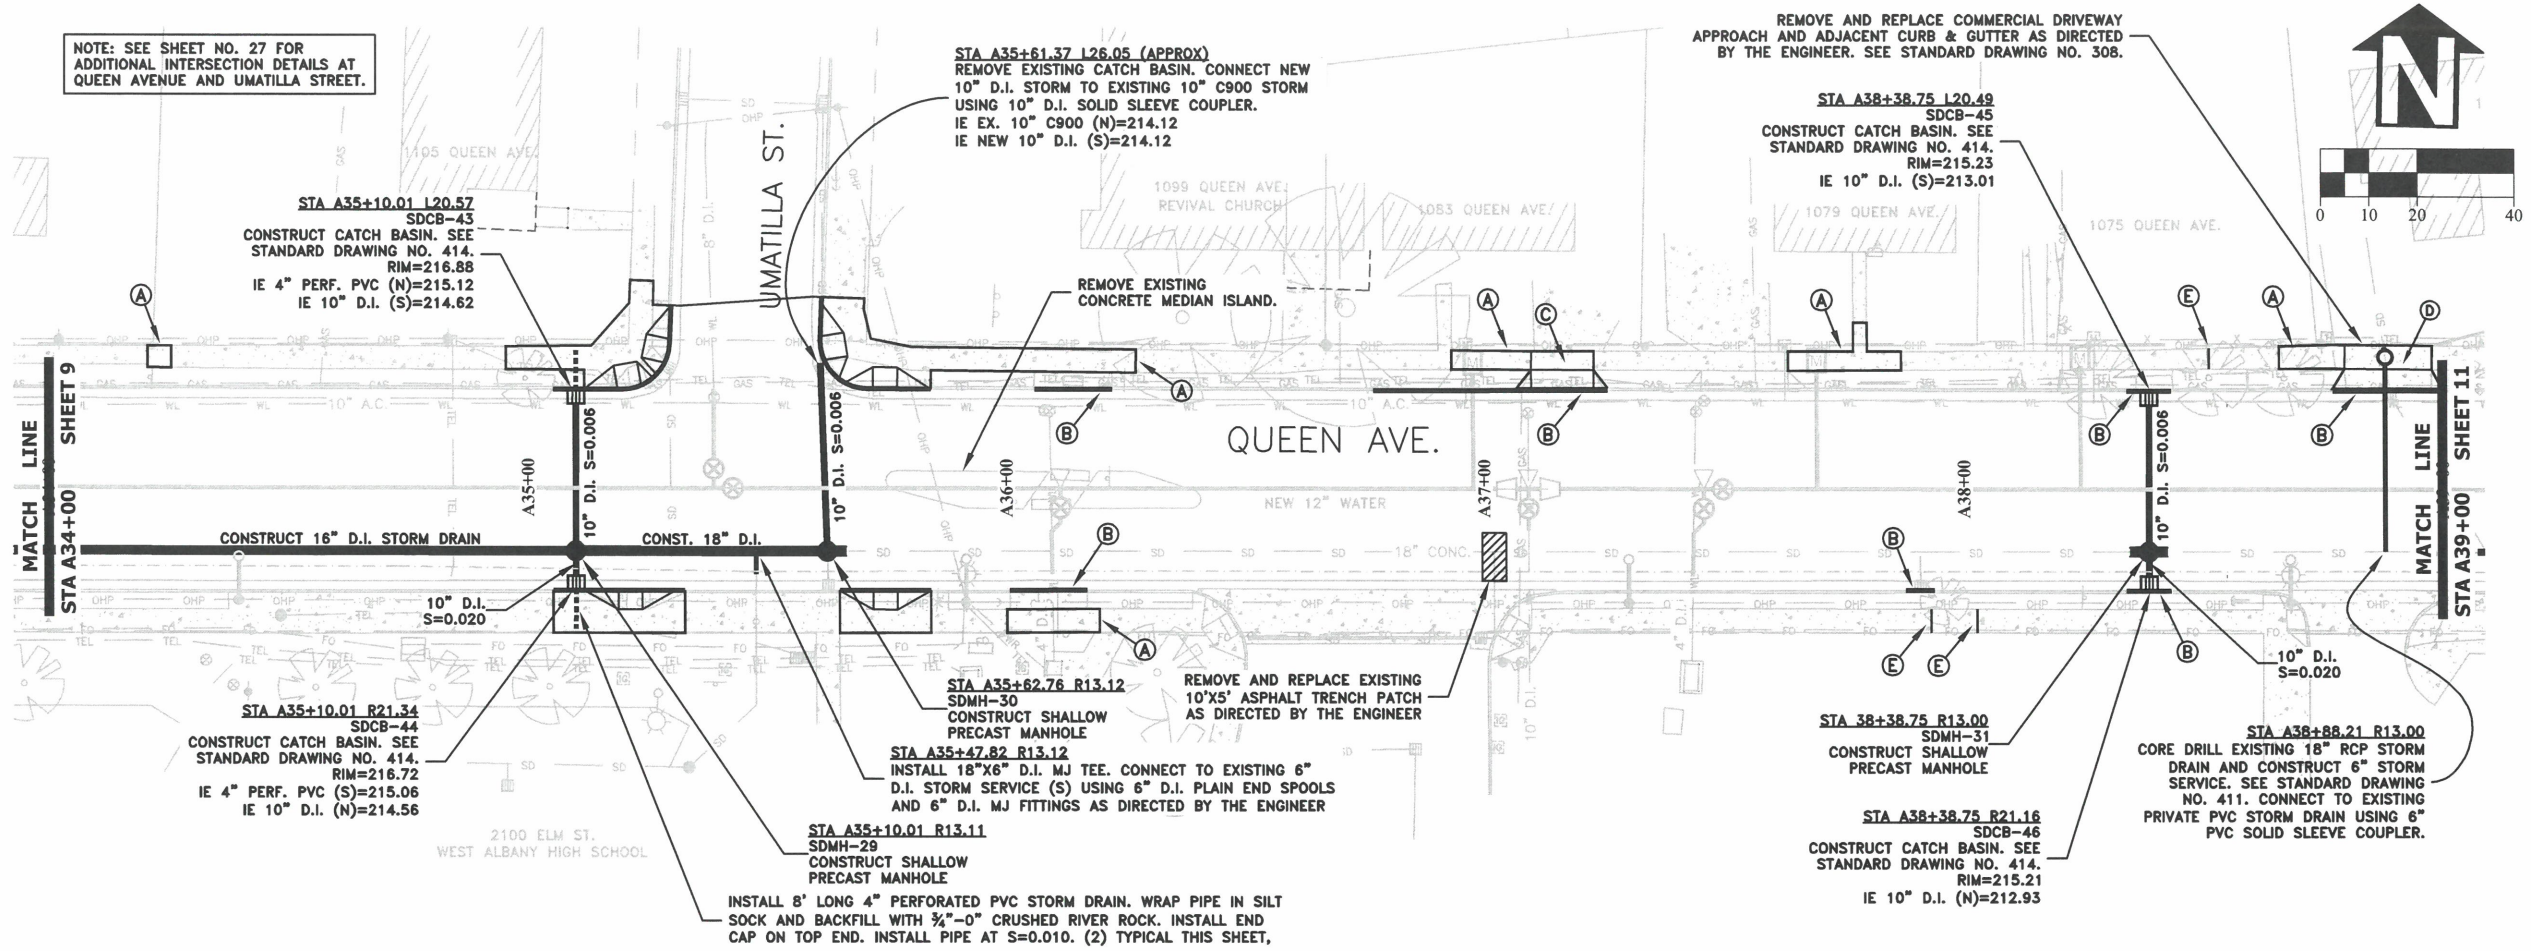 NOTE: SEE SHEET NO. 27 FOR
ADDITIONAL INTERSECTION DETAILS AT
QUEEN AVENUE AND UMATILLA STREET.
STA A35+61.37 L26.05 (APPROX)
REMOVE EXISTING CATCH BASIN. CONNECT NEW
10" D.I. STORM TO EXISTING 10" C900 STORM
USING 10" D.I. SOLID SLEEVE COUPLER.
IE EX. 10" C900 (N)=214.12
IE NEW 10" D.I. (S)=214.12
REMOVE AND REPLACE COMMERCIAL DRIVEWAY
APPROACH AND ADJACENT CURB & GUTTER AS DIRECTED
BY THE ENGINEER. SEE STANDARD DRAWING NO. 308.
N
0 10 20 40
STA A38+38.75 L20.49
SDCB-45
CONSTRUCT CATCH BASIN. SEE
STANDARD DRAWING NO. 414.
RIM=215.23
IE 10" D.I. (S)=213.01
1105 QUEEN AVE.
1099 QUEEN AVE.
REVIVAL CHURCH
1083 QUEEN AVE.
1079 QUEEN AVE.
1075 QUEEN AVE.
STA A35+10.01 L20.57
SDCB-43
CONSTRUCT CATCH BASIN. SEE
STANDARD DRAWING NO. 414.
RIM=216.88
IE 4" PERF. PVC (N)=215.12
IE 10" D.I. (S)=214.62
8" D.I.
UMATILLA ST.
REMOVE EXISTING
CONCRETE MEDIAN ISLAND.
A
A
C
A
E
A
D
A
B
B
B
B
MATCH LINE
STA A34+00 SHEET 9
10" A.C.
10" A.C.
QUEEN AVE.
A35+00
A36+00
A37+00
A38+00
10" D.I. S=0.006
10" D.I. S=0.006
10" D.I. S=0.006
NEW 12" WATER
MATCH LINE
STA A39+00 SHEET 11
CONSTRUCT 16" D.I. STORM DRAIN
CONST. 18" D.I.
18" CONC.
B
B
10" D.I.
S=0.020
A
E
E
B
10" D.I.
S=0.020
4" D.I.
10" D.I.
STA A35+10.01 R21.34
SDCB-44
CONSTRUCT CATCH BASIN. SEE
STANDARD DRAWING NO. 414.
RIM=216.72
IE 4" PERF. PVC (S)=215.06
IE 10" D.I. (N)=214.56
STA A35+62.76 R13.12
SDMH-30
CONSTRUCT SHALLOW
PRECAST MANHOLE
REMOVE AND REPLACE EXISTING
10'X5' ASPHALT TRENCH PATCH
AS DIRECTED BY THE ENGINEER
STA A35+47.82 R13.12
INSTALL 18"X6" D.I. MJ TEE. CONNECT TO EXISTING 6"
D.I. STORM SERVICE (S) USING 6" D.I. PLAIN END SPOOLS
AND 6" D.I. MJ FITTINGS AS DIRECTED BY THE ENGINEER
STA 38+38.75 R13.00
SDMH-31
CONSTRUCT SHALLOW
PRECAST MANHOLE
STA A38+88.21 R13.00
CORE DRILL EXISTING 18" RCP STORM
DRAIN AND CONSTRUCT 6" STORM
SERVICE. SEE STANDARD DRAWING
NO. 411. CONNECT TO EXISTING
PRIVATE PVC STORM DRAIN USING 6"
PVC SOLID SLEEVE COUPLER.
2100 ELM ST.
WEST ALBANY HIGH SCHOOL
STA A35+10.01 R13.11
SDMH-29
CONSTRUCT SHALLOW
PRECAST MANHOLE
STA A38+38.75 R21.16
SDCB-46
CONSTRUCT CATCH BASIN. SEE
STANDARD DRAWING NO. 414.
RIM=215.21
IE 10" D.I. (N)=212.93
INSTALL 8' LONG 4" PERFORATED PVC STORM DRAIN. WRAP PIPE IN SILT
SOCK AND BACKFILL WITH ¾"-0" CRUSHED RIVER ROCK. INSTALL END
CAP ON TOP END. INSTALL PIPE AT S=0.010. (2) TYPICAL THIS SHEET,